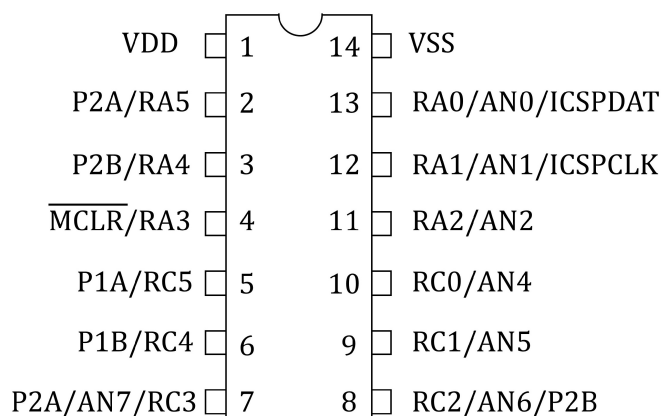 VDD 1 14 VSS
P2A/RA5 2 13 RA0/AN0/ICSPDAT
P2B/RA4 3 12 RA1/AN1/ICSPCLK
M̅C̅L̅R̅/RA3 4 11 RA2/AN2
P1A/RC5 5 10 RC0/AN4
P1B/RC4 6 9 RC1/AN5
P2A/AN7/RC3 7 8 RC2/AN6/P2B